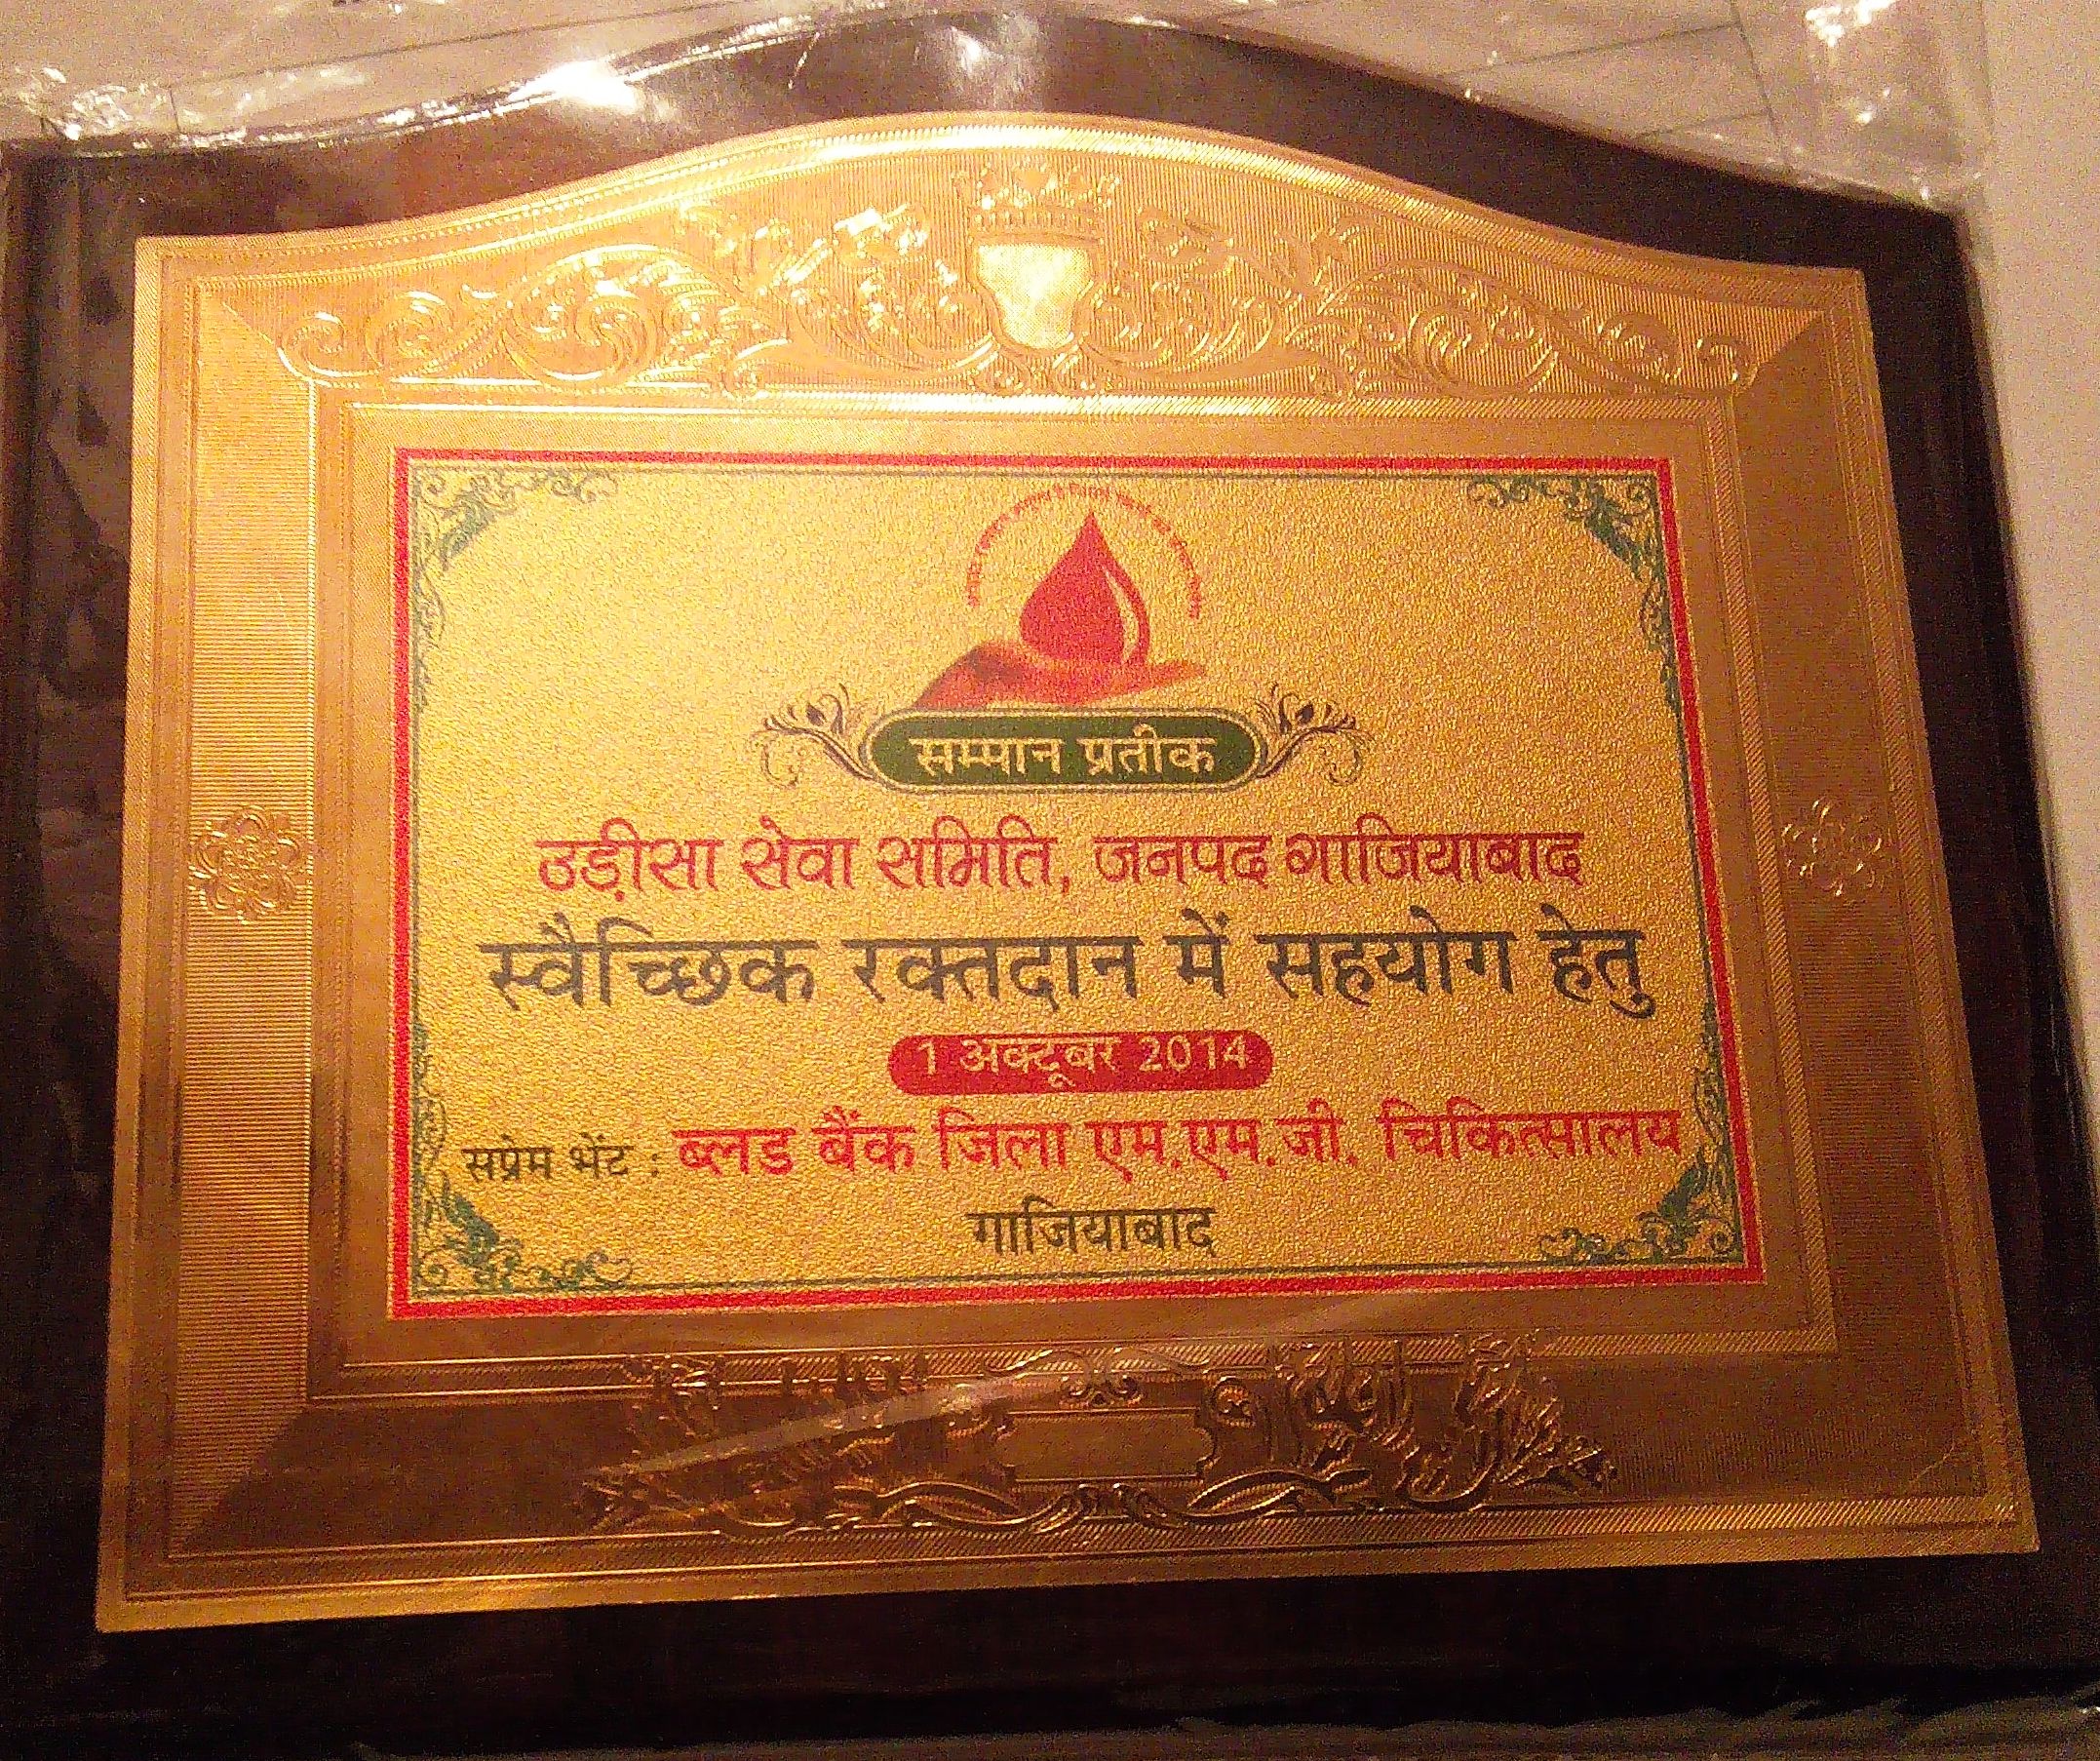 सम्मान प्रतीक
उड़ीसा सेवा समिति, जनपद गाजियाबाद
स्वैच्छिक रक्तदान में सहयोग हेतु
1 अक्टूबर 2014
सप्रेम भेंट : ब्लड बैंक जिला एम.एम.जी. चिकित्सालय
गाजियाबाद